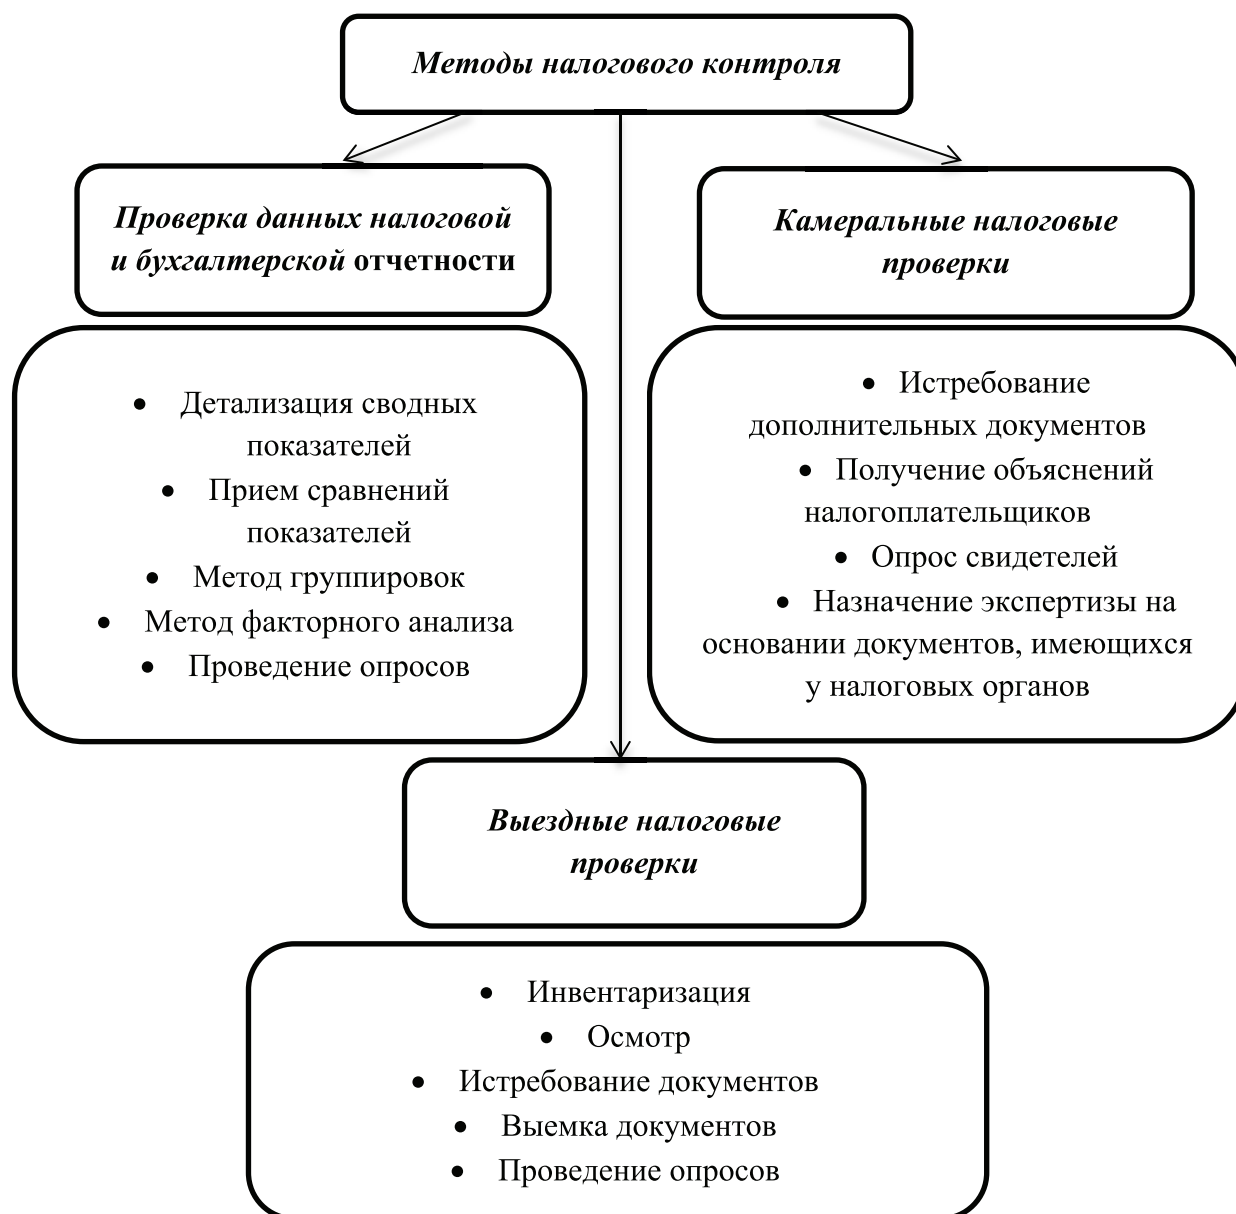 Методы налогового контроля
Проверка данных налоговой
и бухгалтерской отчетности
• Детализация сводных
показателей
• Прием сравнений
показателей
• Метод группировок
• Метод факторного анализа
• Проведение опросов
Камеральные налоговые
проверки
• Истребование
дополнительных документов
• Получение объяснений
налогоплательщиков
• Опрос свидетелей
• Назначение экспертизы на
основании документов, имеющихся
у налоговых органов
Выездные налоговые
проверки
• Инвентаризация
• Осмотр
• Истребование документов
• Выемка документов
• Проведение опросов